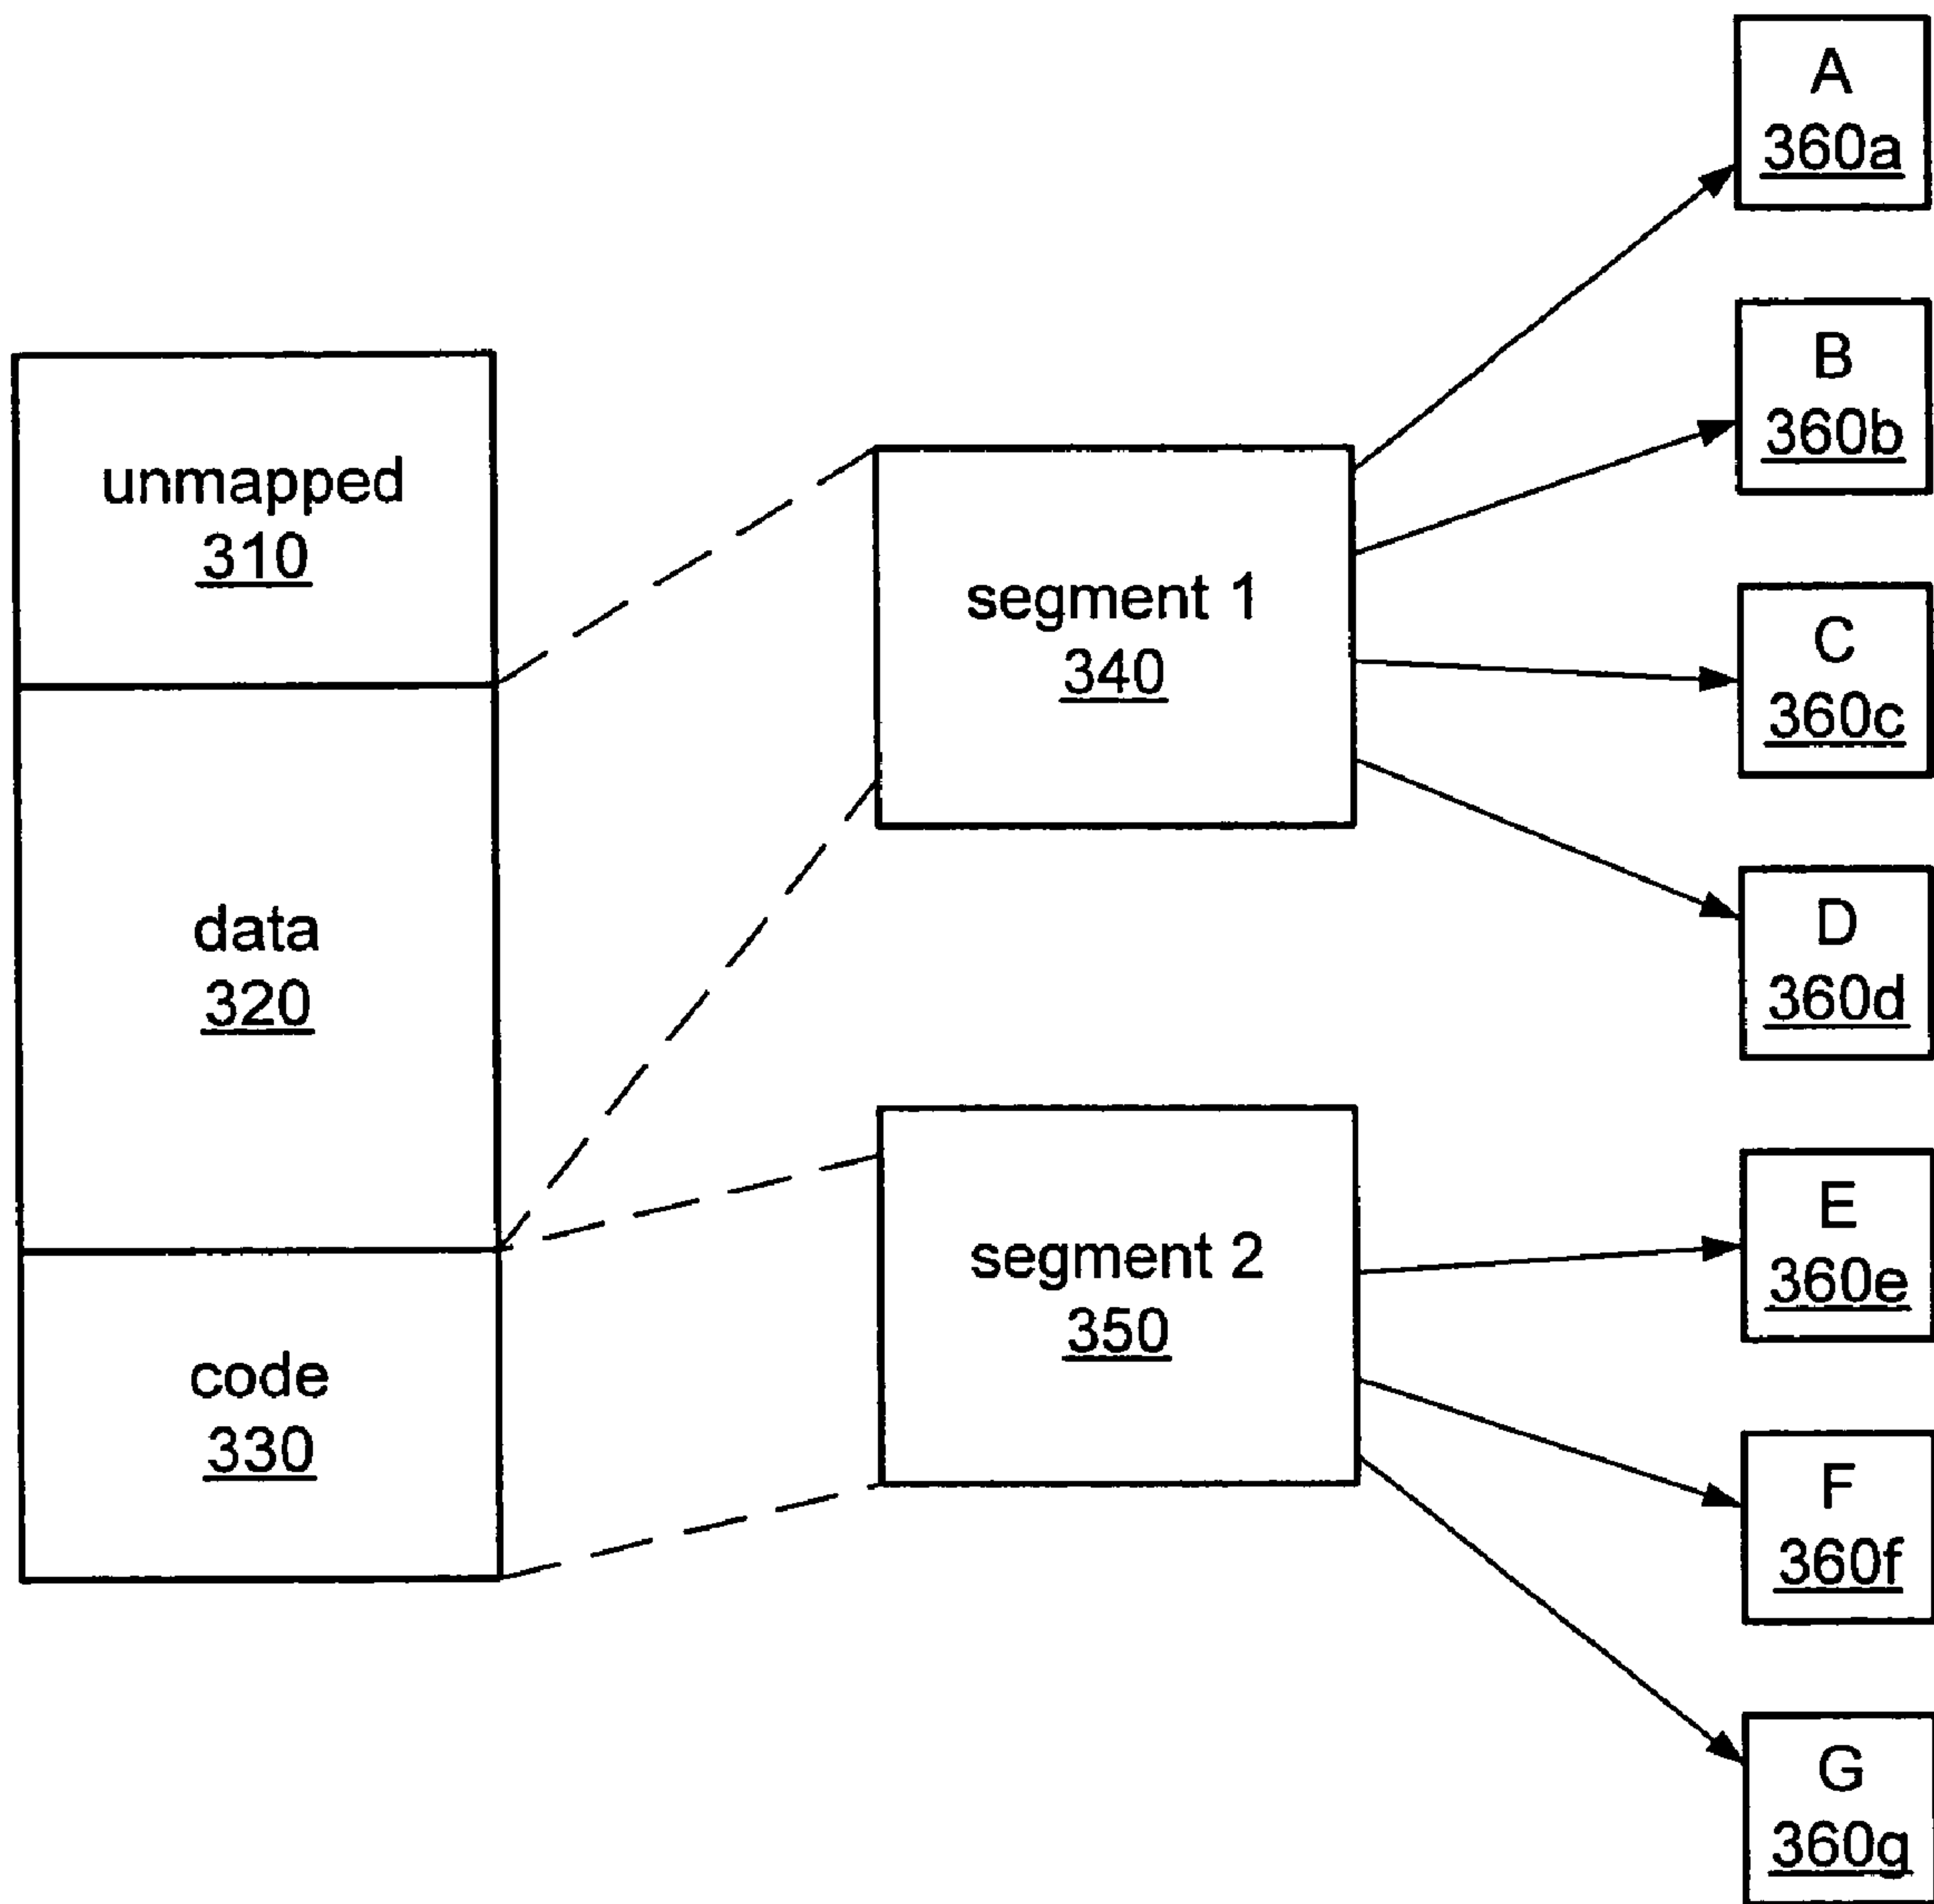 unmapped
310
data
320
code
330
segment 1
340
segment 2
350
A
360a
B
360b
C
360c
D
360d
E
360e
F
360f
G
360g